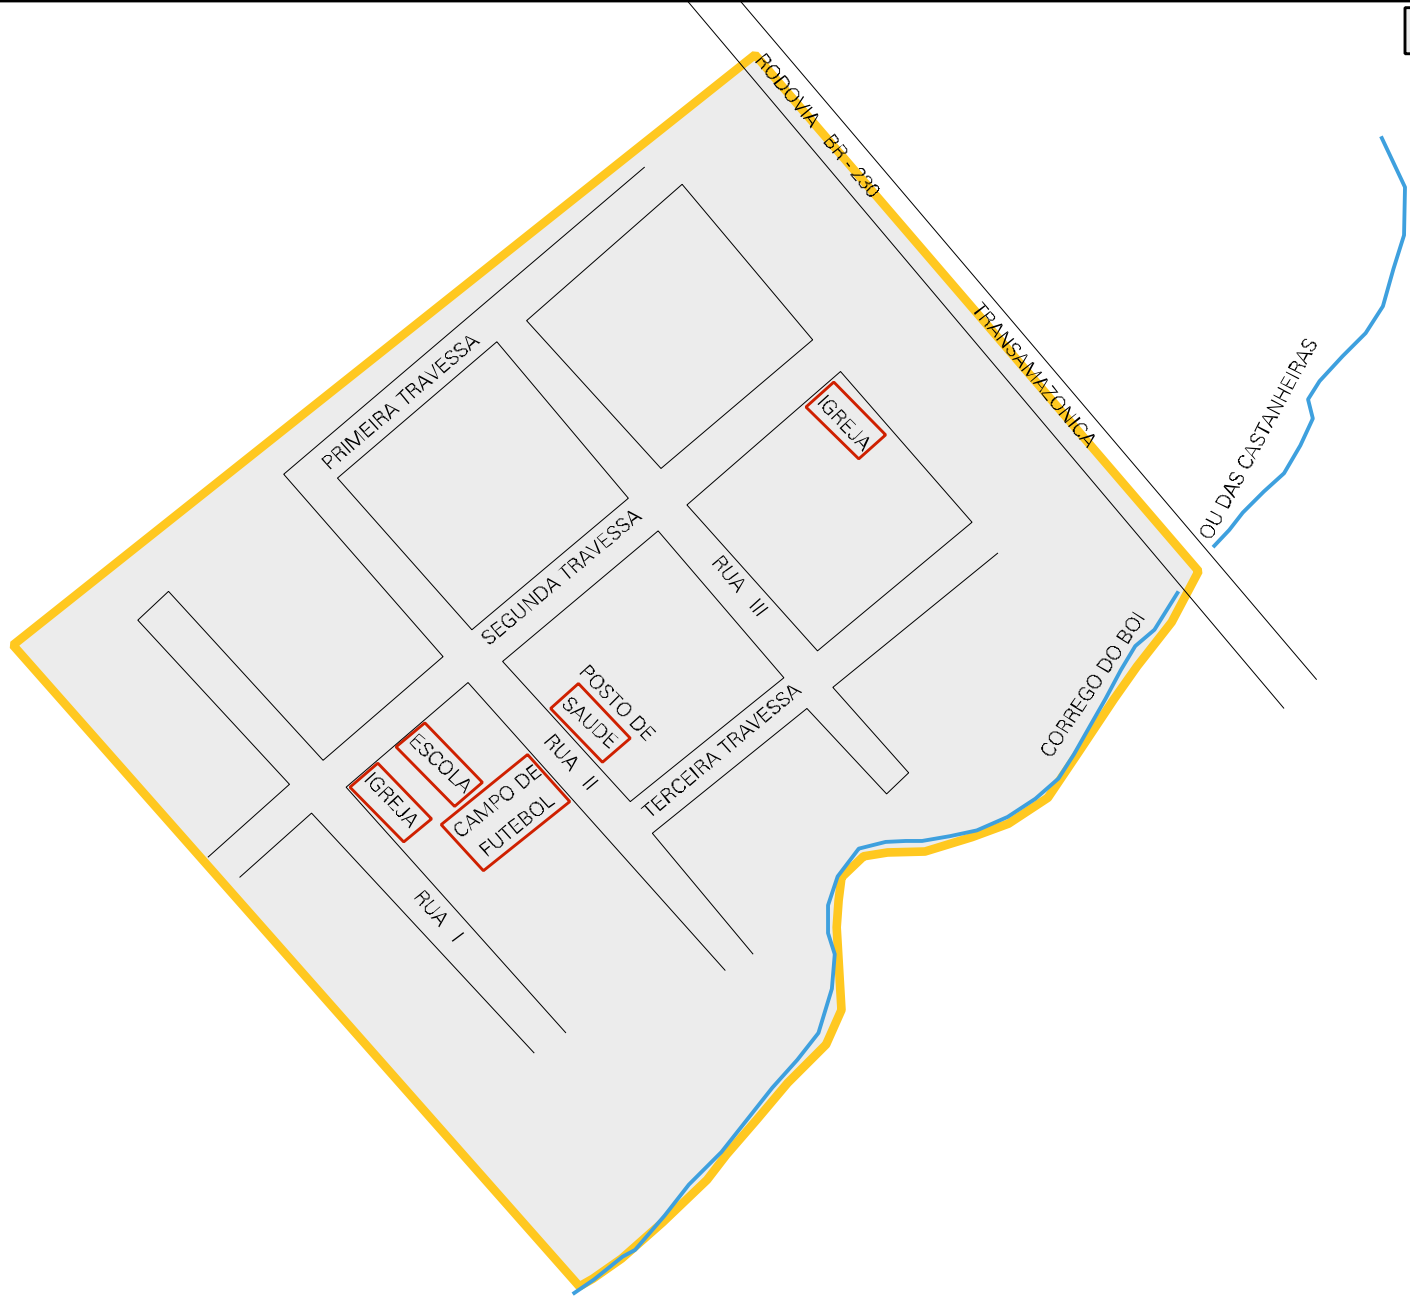 RODOVIA BR - 230
TRANSAMAZONICA
OU DAS CASTANHEIRAS
PRIMEIRA TRAVESSA
IGREJA
SEGUNDA TRAVESSA
RUA III
CORREGO DO BOI
POSTO DE
SAUDE
TERCEIRA TRAVESSA
RUA II
ESCOLA
IGREJA
CAMPO DE
FUTEBOL
RUA I